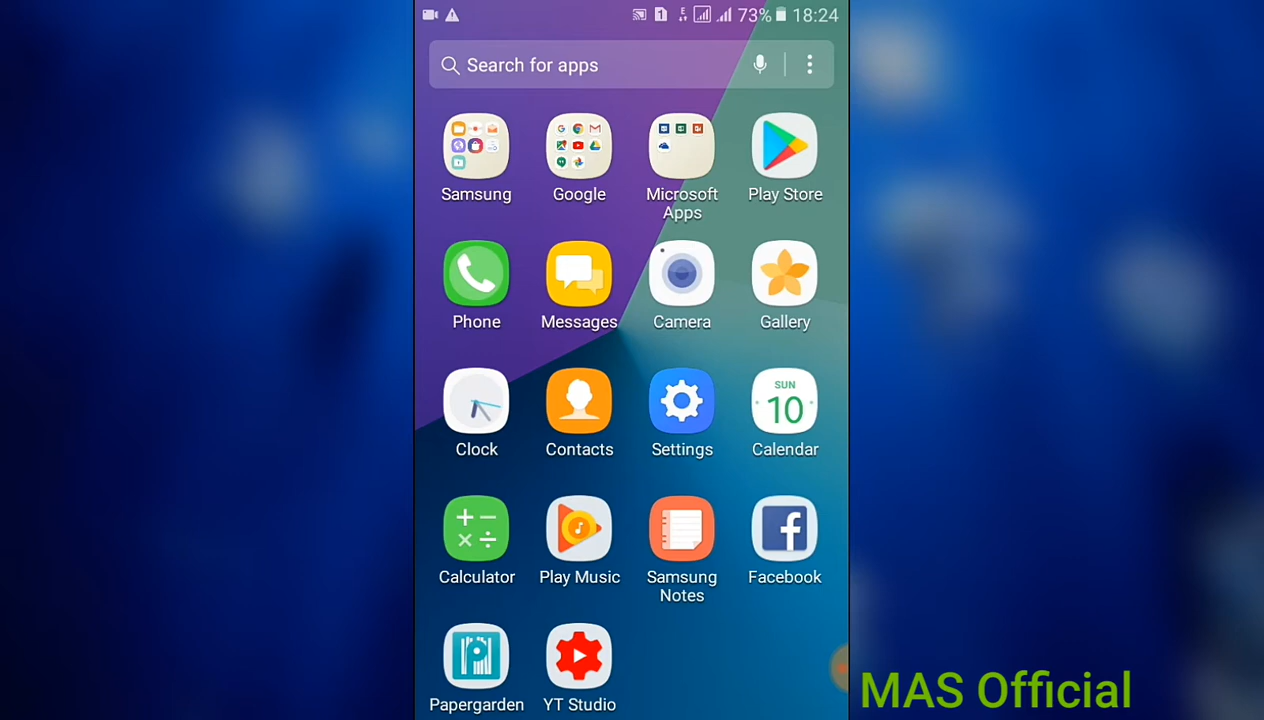 1 E 73% 18:24
Search for apps
Samsung Google Microsoft Apps Play Store
Phone Messages Camera Gallery
SUN
10
Clock Contacts Settings Calendar
Calculator Play Music Samsung Notes Facebook
Papergarden YT Studio
MAS Official